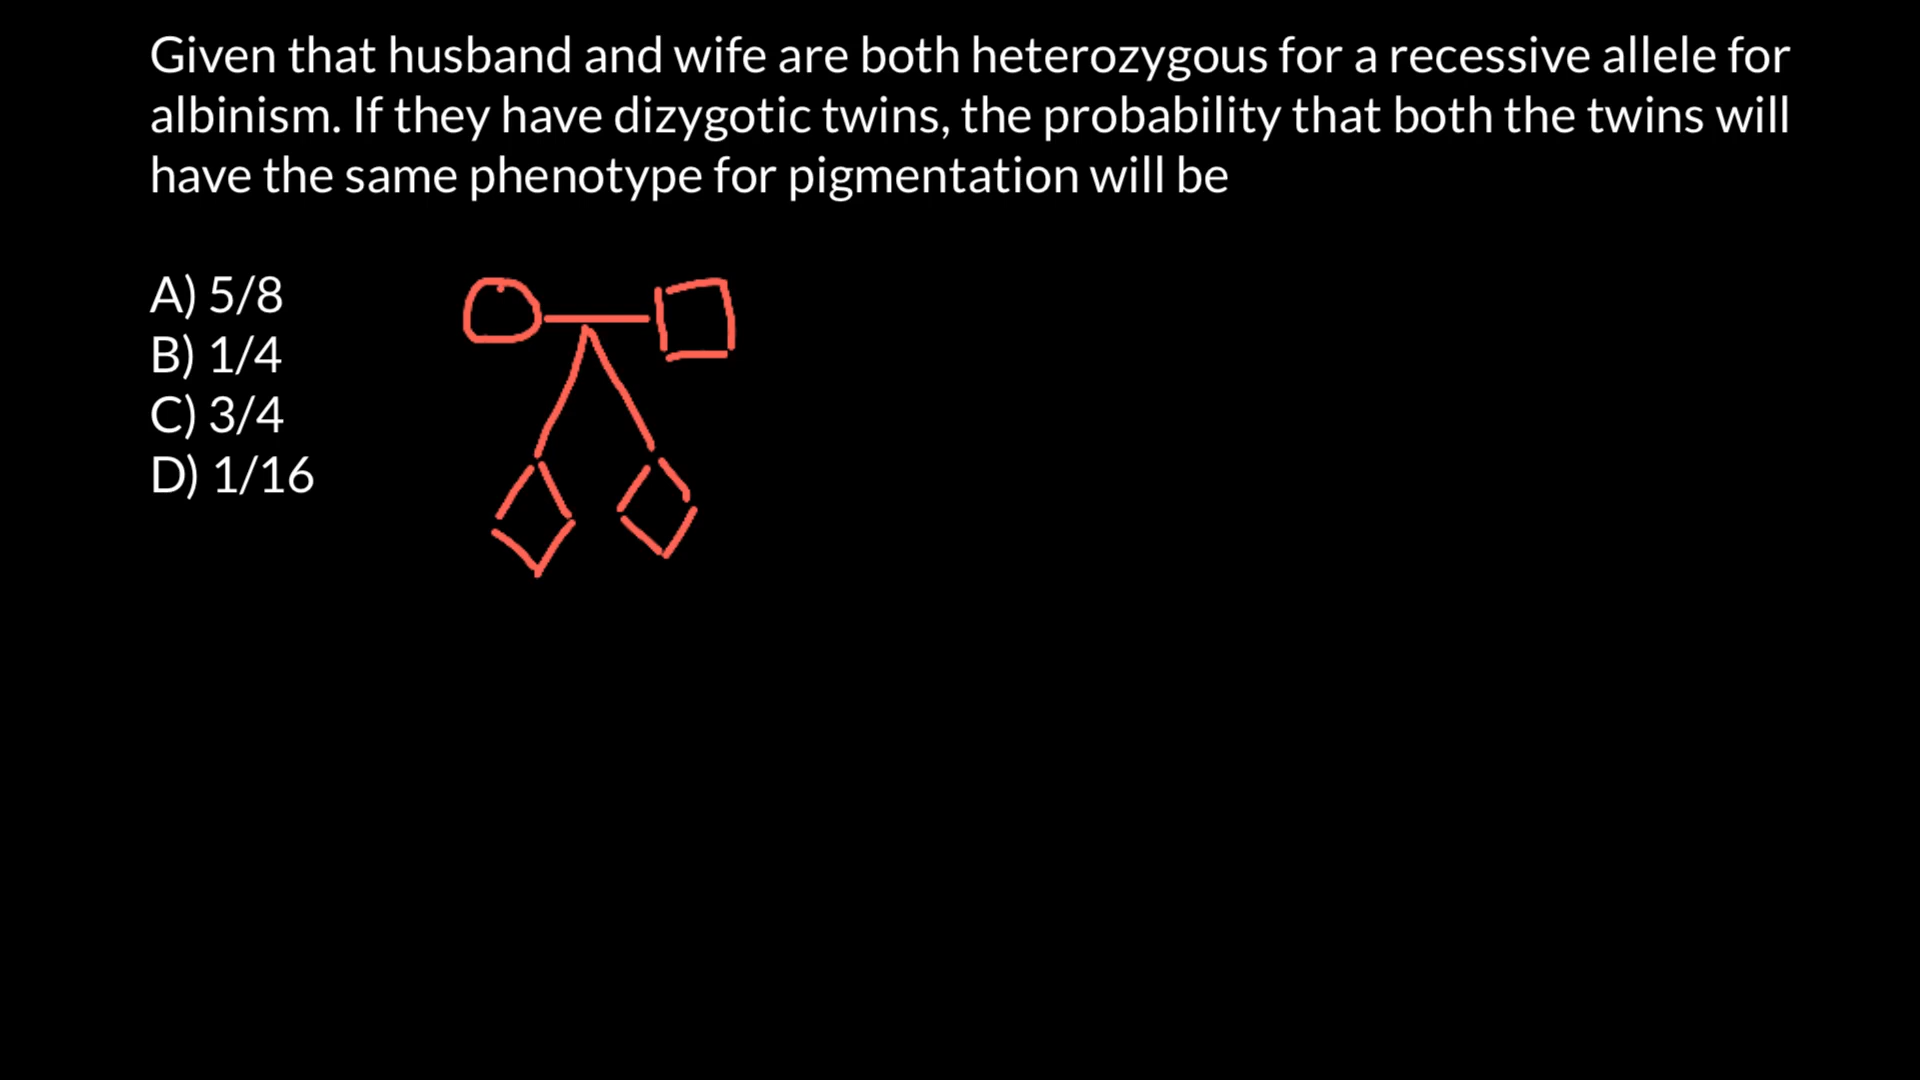 Given that husband and wife are both heterozygous for a recessive allele for
albinism. If they have dizygotic twins, the probability that both the twins will
have the same phenotype for pigmentation will be
A) 5/8
B) 1/4
C) 3/4
D) 1/16